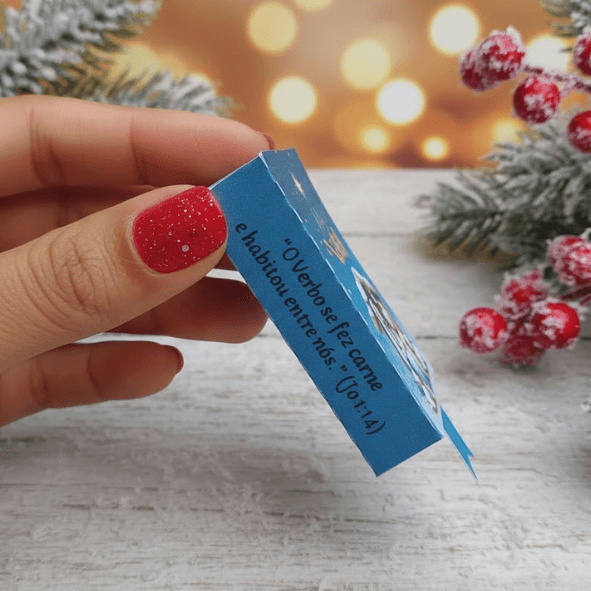 “O Verbo se fez carne
e habitou entre nós.” (Jo 1:14)